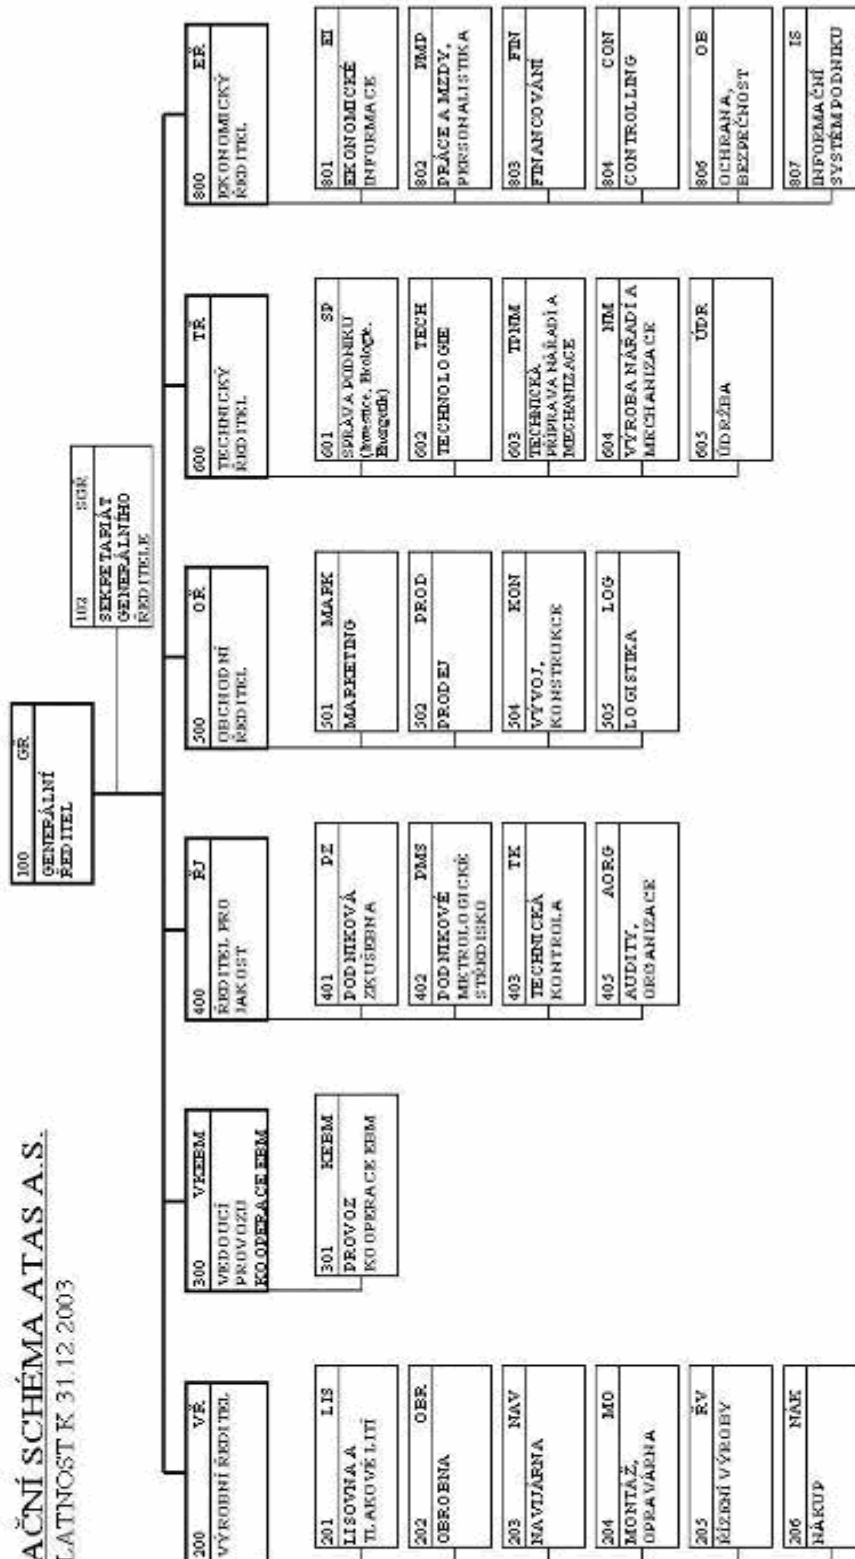 AČNÍ SCHÉMA ATAS A.S.
LATNOST K 31.12.2003
100 GŘ
GENERÁLNÍ
ŘEDITEL
102 SGŘ
SEKRETARIÁT
GENERÁLNÍHO
ŘEDITELE
200 VŘ
VÝROBNÍ ŘEDITEL
201 LIS
LISOVNA A
TLAKOVÉ LITÍ
202 OBR
OBROBNA
203 NAV
NAVIJÁRNA
204 MO
MONTÁŽ,
OPRAVÁRNA
205 ŘV
ŘÍZENÍ VÝROBY
206 NÁK
NÁKUP
300 VKEBM
VEDOUCÍ
PROVOZU
KOOPERACE EBM
301 KEBM
PROVOZ
KOOPERACE EBM
400 ŘJ
ŘEDITEL PRO
JAKOST
401 PZ
PODNIKOVÁ
ZKUŠEBNA
402 PMS
PODNIKOVÉ
METROLOGICKÉ
STŘEDISKO
403 TK
TECHNICKÁ
KONTROLA
405 AORG
AUDITY,
ORGANIZACE
500 OŘ
OBCHODNÍ
ŘEDITEL
501 MARK
MARKETING
502 PROD
PRODEJ
504 KON
VÝVOJ,
KONSTRUKCE
505 LOG
LOGISTIKA
600 TŘ
TECHNICKÝ
ŘEDITEL
601 SP
SPRÁVA PODNIKU
(Investice, Ekologie,
Energetik)
602 TECH
TECHNOLOGIE
603 TPNM
TECHNICKÁ
PŘÍPRAVA NÁŘADÍ A
MECHANIZACE
604 NM
VÝROBA NÁŘADÍ A
MECHANIZACE
605 ÚDR
ÚDRŽBA
800 EŘ
EKONOMICKÝ
ŘEDITEL
801 EI
EKONOMICKÉ
INFORMACE
802 PMP
PRÁCE A MZDY,
PERSONALISTIKA
803 FIN
FINANCOVÁNÍ
804 CON
CONTROLLING
806 OB
OCHRANA,
BEZPEČNOST
807 IS
INFORMAČNÍ
SYSTÉM PODNIKU